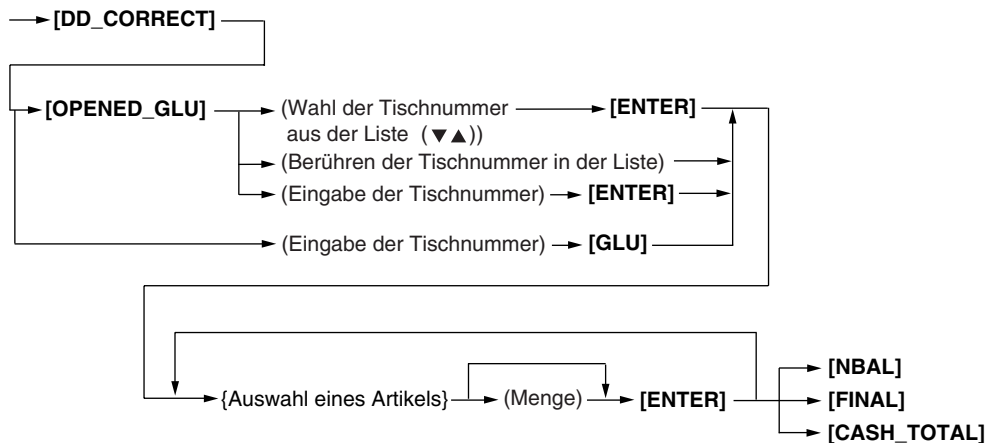 [DD_CORRECT]
[OPENED_GLU] (Wahl der Tischnummer [ENTER]
aus der Liste (▼▲))
(Berühren der Tischnummer in der Liste)
(Eingabe der Tischnummer) [ENTER]
(Eingabe der Tischnummer) [GLU]
[NBAL]
{Auswahl eines Artikels} (Menge) [ENTER] [FINAL]
[CASH_TOTAL]